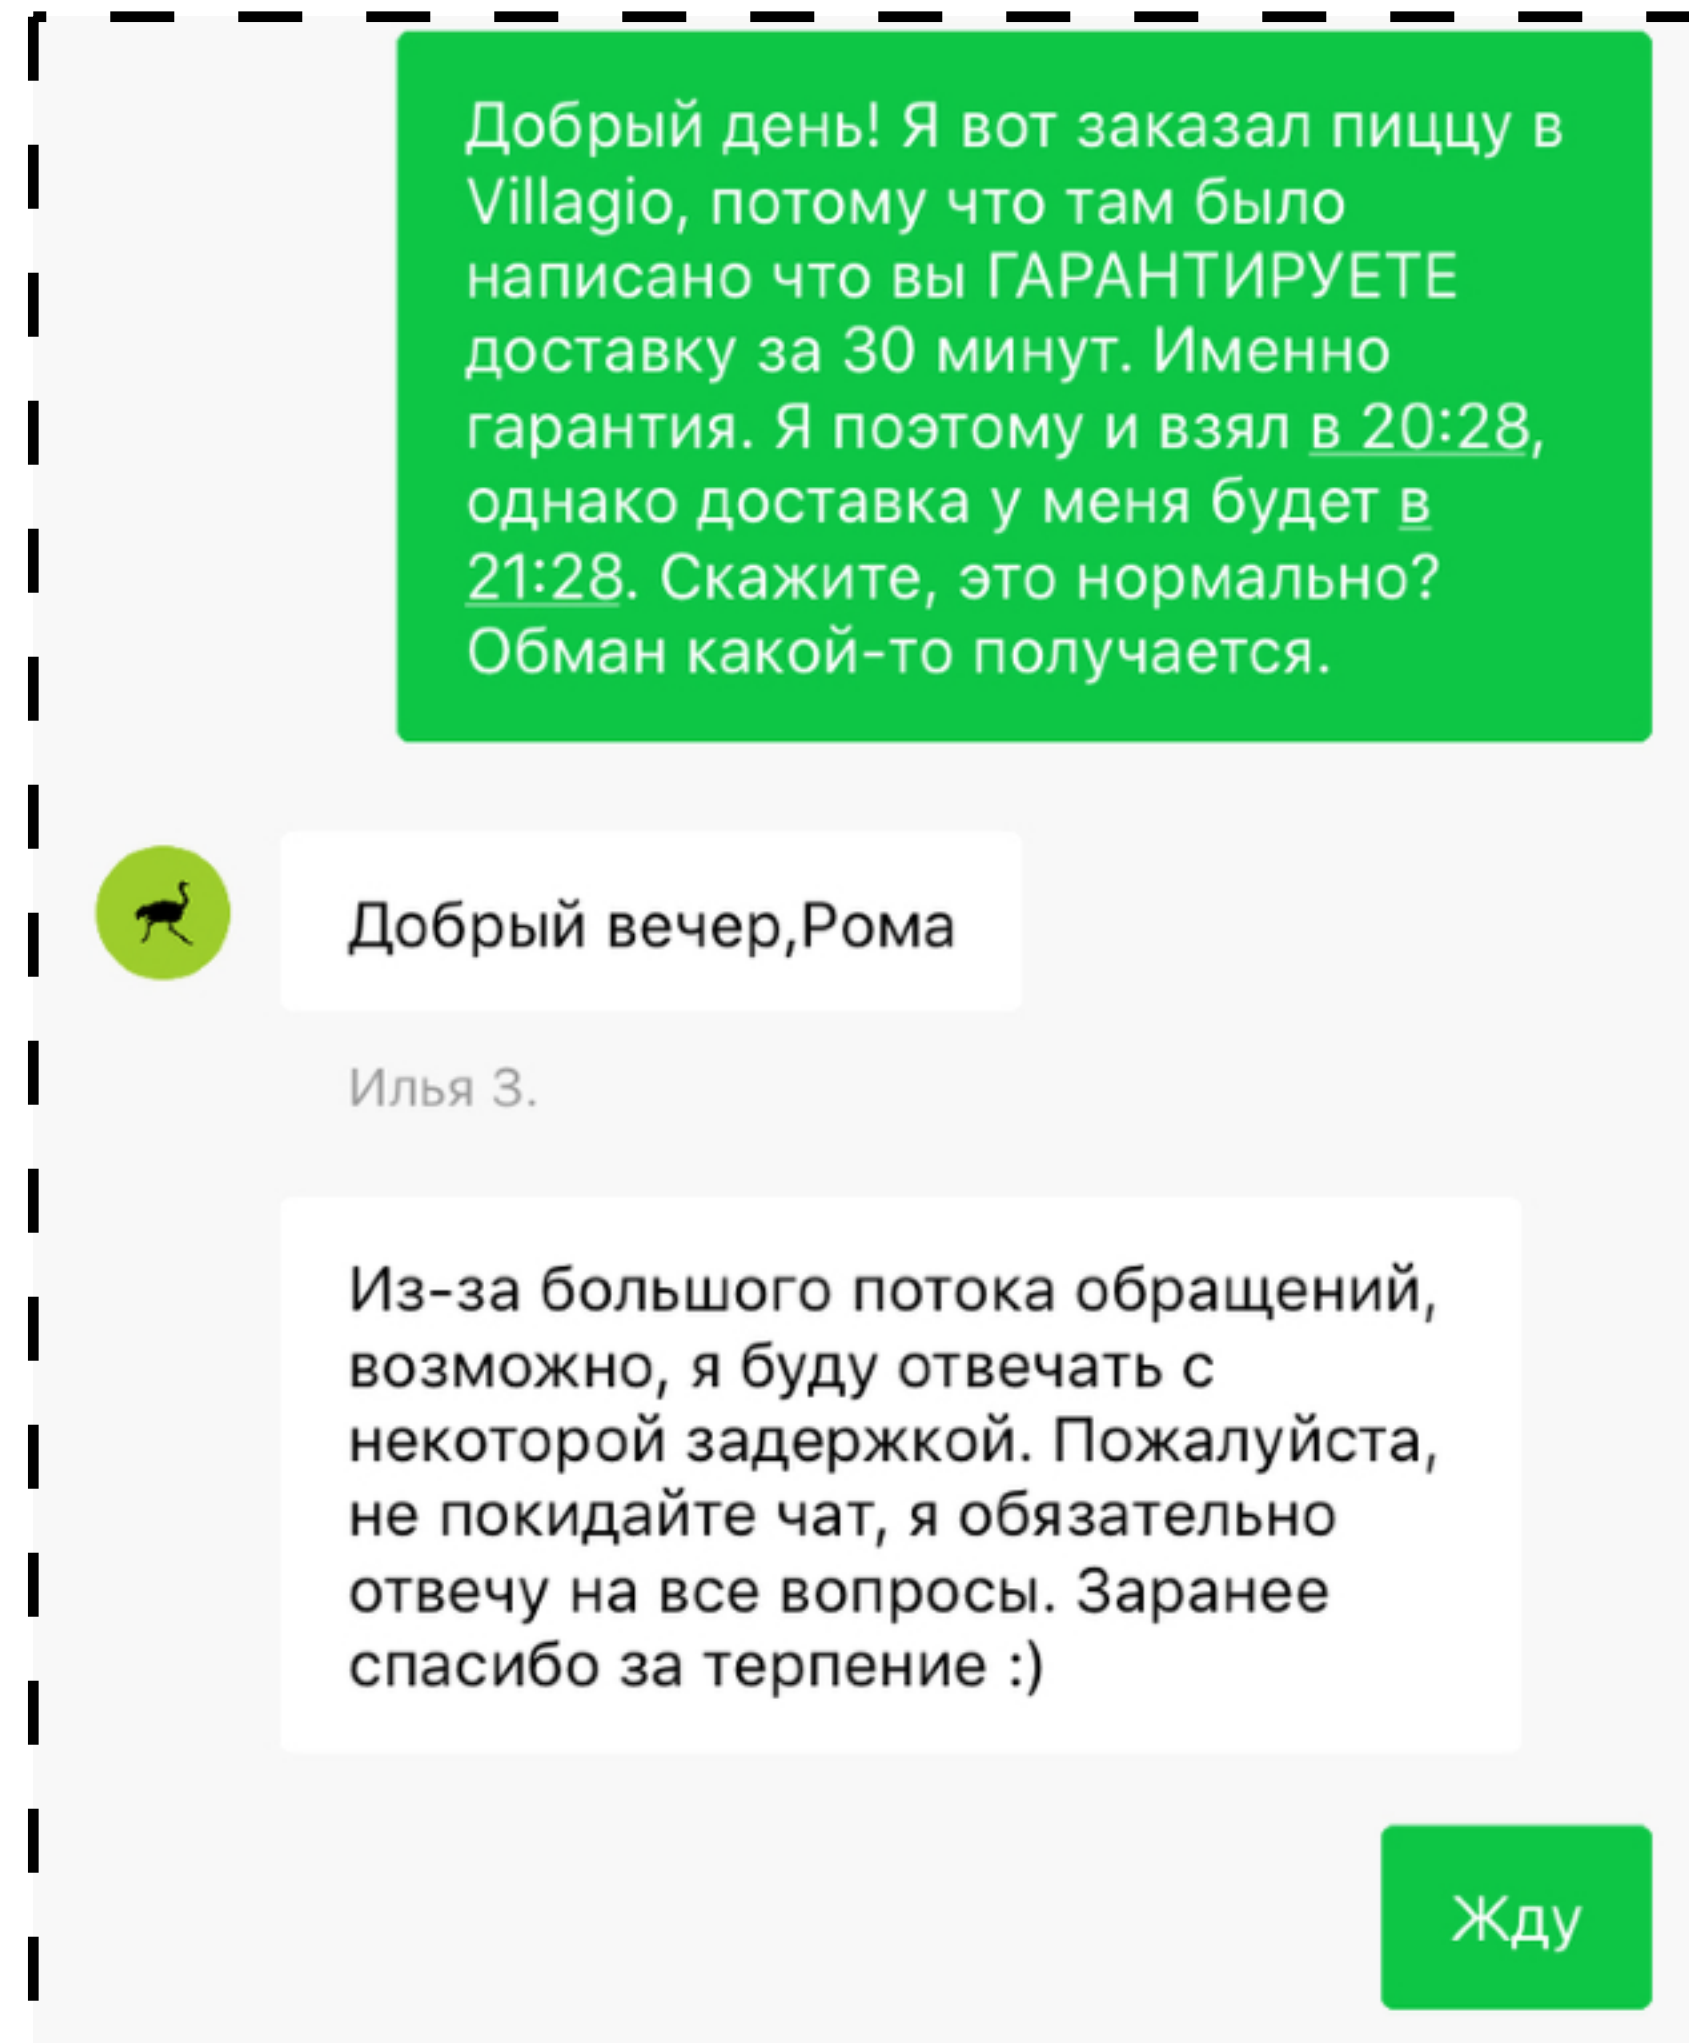 Добрый день! Я вот заказал пиццу в
Villagio, потому что там было
написано что вы ГАРАНТИРУЕТЕ
доставку за 30 минут. Именно
гарантия. Я поэтому и взял в 20:28,
однако доставка у меня будет в
21:28. Скажите, это нормально?
Обман какой-то получается.
Добрый вечер,Рома
Илья З.
Из-за большого потока обращений,
возможно, я буду отвечать с
некоторой задержкой. Пожалуйста,
не покидайте чат, я обязательно
отвечу на все вопросы. Заранее
спасибо за терпение :)
Жду